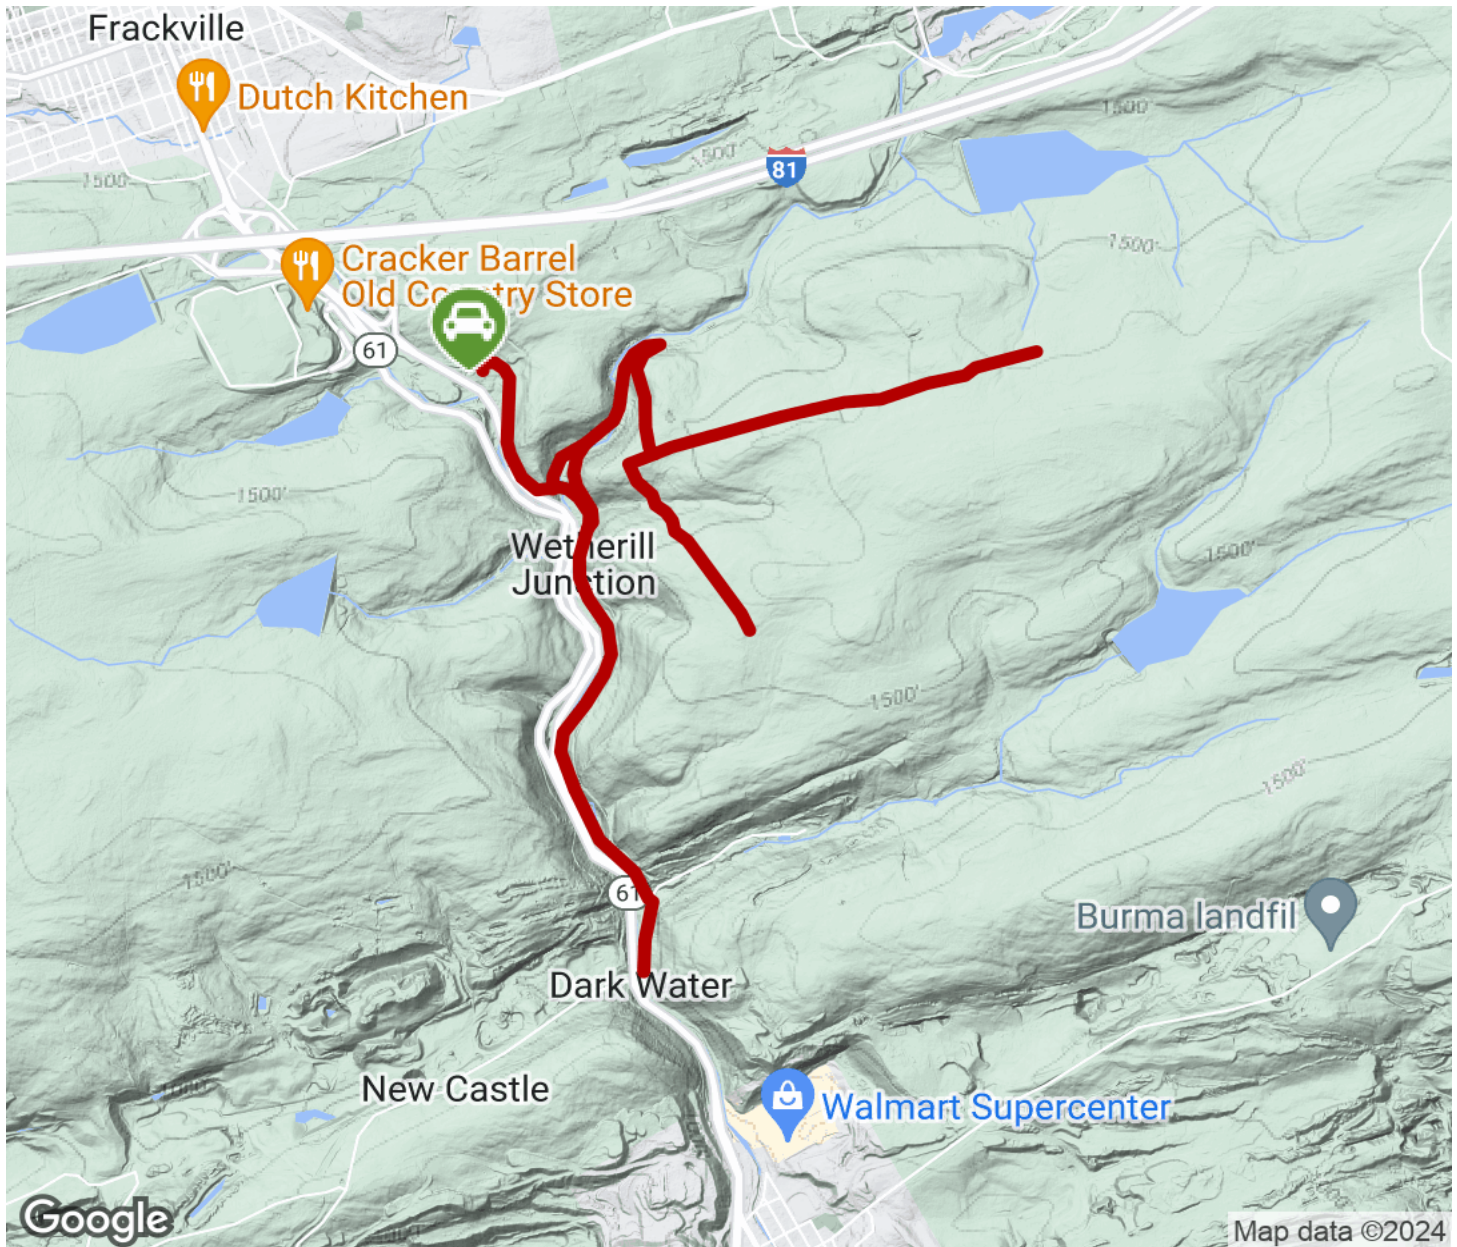 Frackville
Dutch Kitchen
1500'
81
1500'
1500
1500'
Cracker Barrel
Old Country Store
61
1500'
Wetherill
Junction
1500'
1500'
1500'
1500'
61
Burma landfil
Dark Water
1000
New Castle
Walmart Supercenter
Google
Map data ©2024